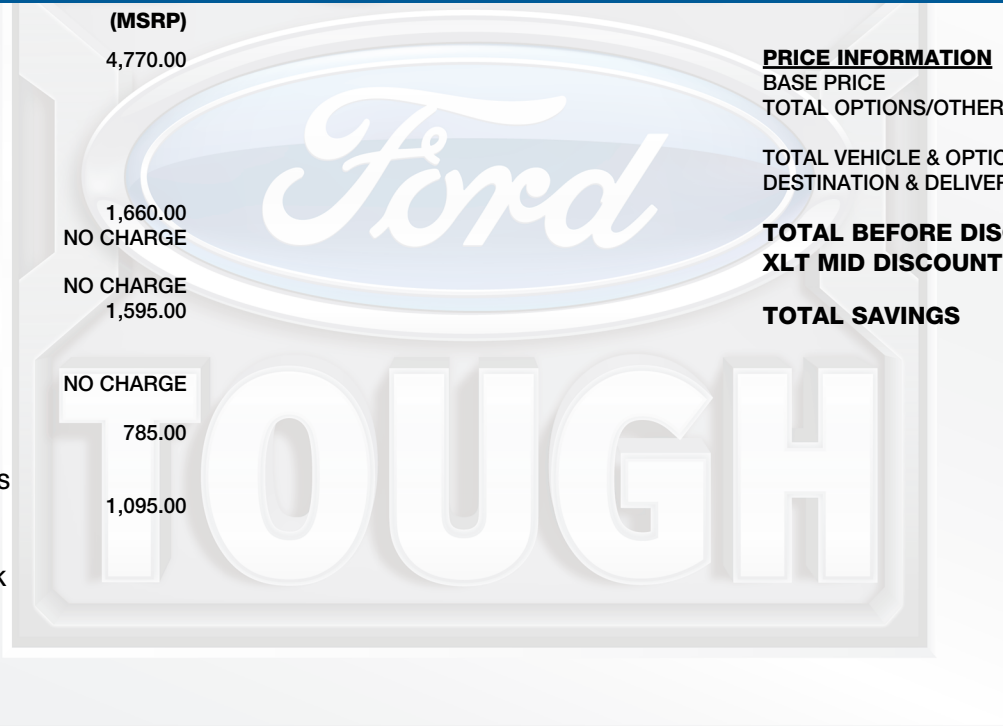 (MSRP)
4,770.00
1,660.00
NO CHARGE
NO CHARGE
1,595.00
NO CHARGE
785.00
S
1,095.00
K
PRICE INFORMATION
BASE PRICE
TOTAL OPTIONS/OTHER
TOTAL VEHICLE & OPTIO
DESTINATION & DELIVER
TOTAL BEFORE DISC
XLT MID DISCOUNT
TOTAL SAVINGS
Ford
TOUGH